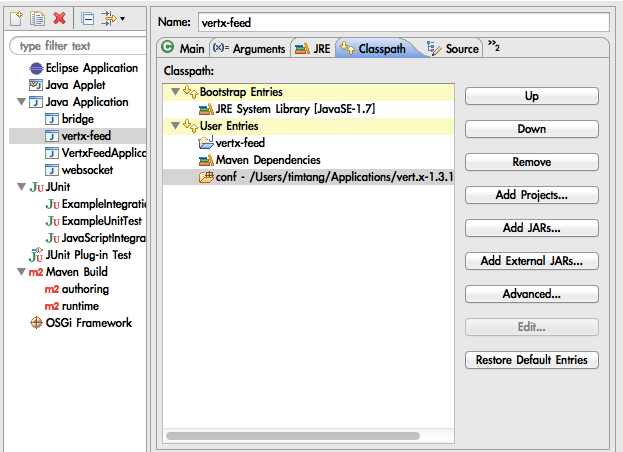 Name: vertx-feed
type filter text
Main (x)= Arguments JRE Classpath Source »2
Eclipse Application
Java Applet
Java Application
bridge
vertx-feed
VertxFeedApplica
websocket
JUnit
ExampleIntegratio
ExampleUnitTest
JavaScriptIntegra
JUnit Plug-in Test
m2 Maven Build
m2 authoring
m2 runtime
OSGi Framework
Classpath:
Bootstrap Entries
JRE System Library [JavaSE-1.7]
User Entries
vertx-feed
Maven Dependencies
conf - /Users/timtang/Applications/vert.x-1.3.1
Up
Down
Remove
Add Projects...
Add JARs...
Add External JARs...
Advanced...
Edit...
Restore Default Entries